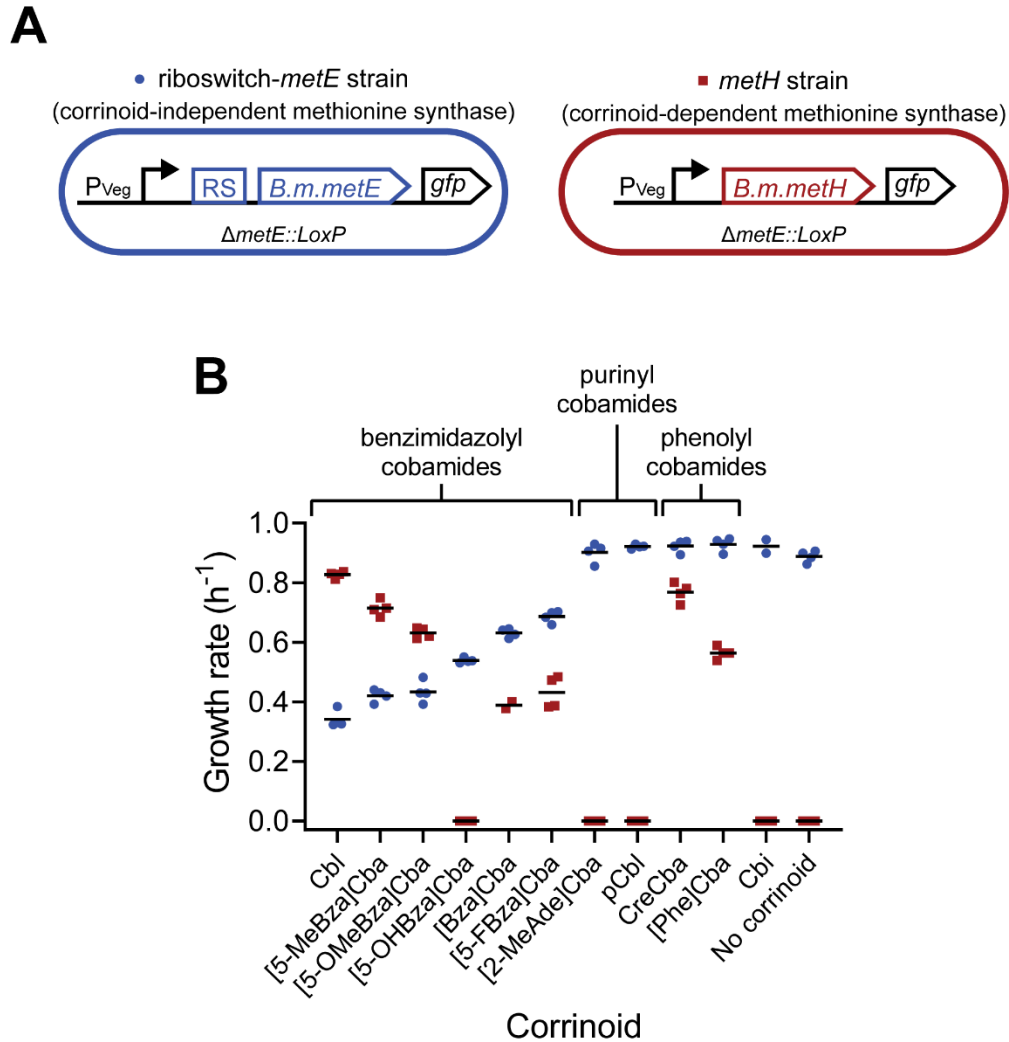 A
riboswitch-metE strain
(corrinoid-independent methionine synthase)
PVeg RS B.m.metE gfp
ΔmetE::LoxP
metH strain
(corrinoid-dependent methionine synthase)
PVeg B.m.metH gfp
ΔmetE::LoxP
B
purinyl
cobamides
benzimidazolyl
cobamides
phenolyl
cobamides
Growth rate (h⁻¹)
1.0
0.8
0.6
0.4
0.2
0.0
Cbl
[5-MeBza]Cba
[5-OMeBza]Cba
[5-OHBza]Cba
[Bza]Cba
[5-FBza]Cba
[2-MeAde]Cba
pCbl
CreCba
[Phe]Cba
Cbi
No corrinoid
Corrinoid